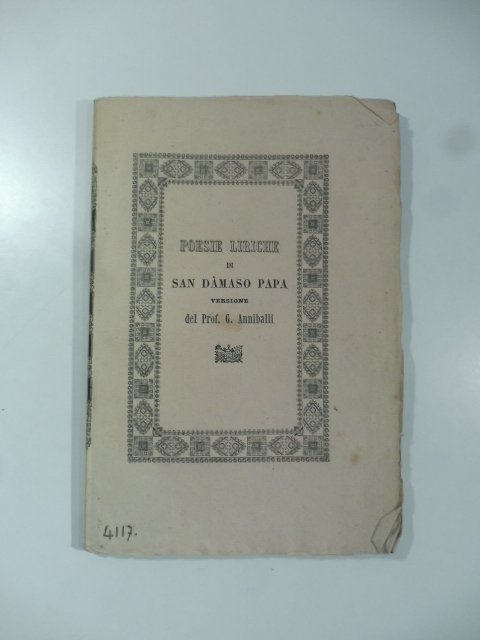 POESIE LIRICHE
DI
SAN DÀMASO PAPA
VERSIONE
del Prof. G. Anniballi
4117.